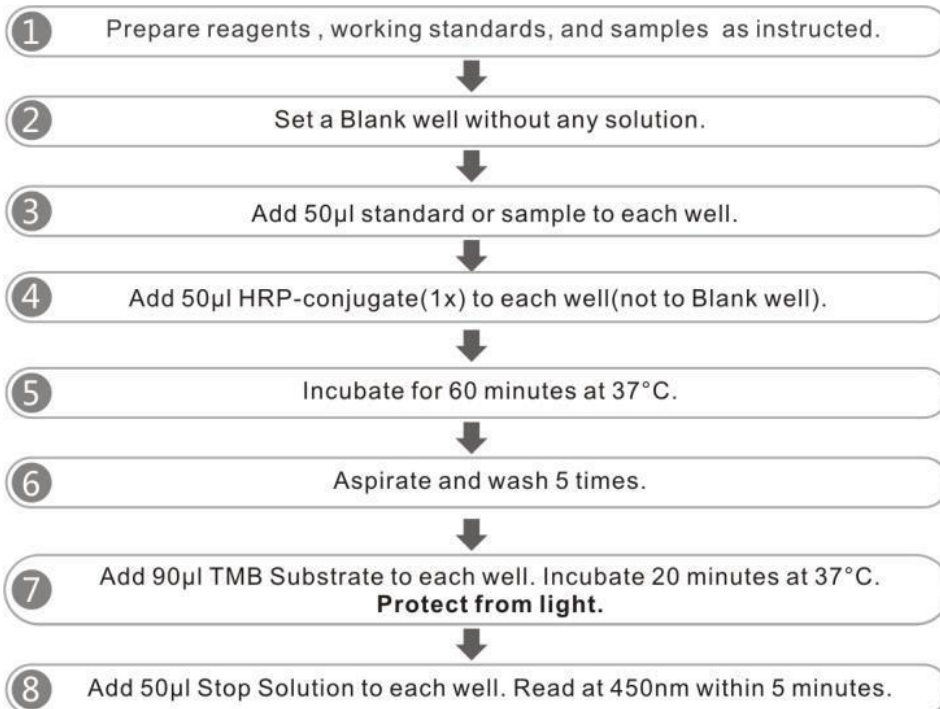 1 Prepare reagents , working standards, and samples as instructed.
2 Set a Blank well without any solution.
3 Add 50μl standard or sample to each well.
4 Add 50μl HRP-conjugate(1x) to each well(not to Blank well).
5 Incubate for 60 minutes at 37°C.
6 Aspirate and wash 5 times.
7 Add 90μl TMB Substrate to each well. Incubate 20 minutes at 37°C.
Protect from light.
8 Add 50μl Stop Solution to each well. Read at 450nm within 5 minutes.